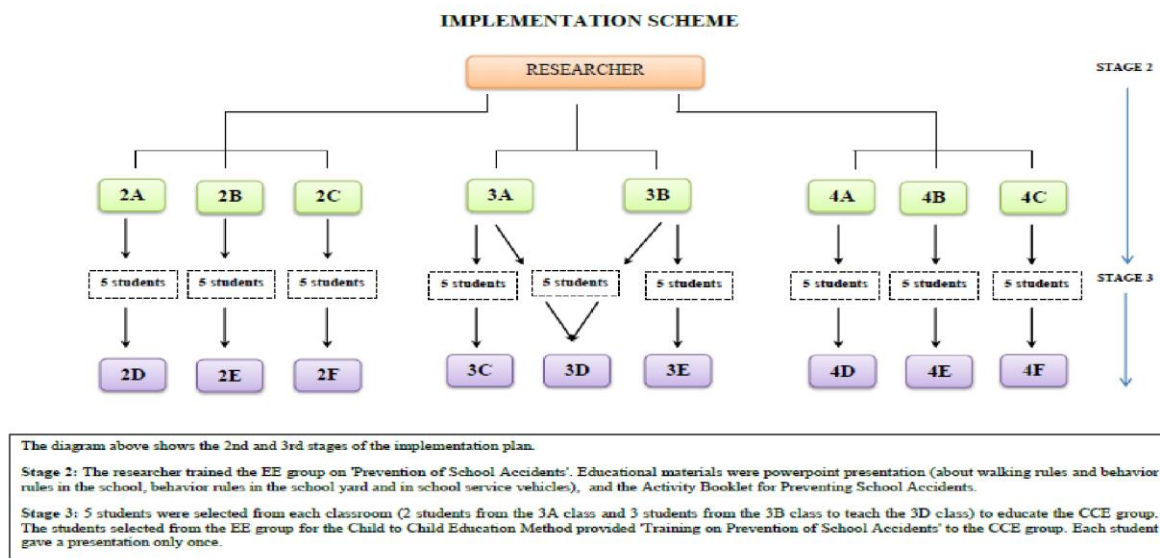 IMPLEMENTATION SCHEME
RESEARCHER
STAGE 2
2A 2B 2C 3A 3B 4A 4B 4C
5 students 5 students 5 students 5 students 5 students 5 students 5 students 5 students 5 students
STAGE 3
2D 2E 2F 3C 3D 3E 4D 4E 4F
The diagram above shows the 2nd and 3rd stages of the implementation plan.
Stage 2: The researcher trained the EE group on 'Prevention of School Accidents'. Educational materials were powerpoint presentation (about walking rules and behavior
rules in the school, behavior rules in the school yard and in school service vehicles), and the Activity Booklet for Preventing School Accidents.
Stage 3: 5 students were selected from each classroom (2 students from the 3A class and 3 students from the 3B class to teach the 3D class) to educate the CCE group.
The students selected from the EE group for the Child to Child Education Method provided 'Training on Prevention of School Accidents' to the CCE group. Each student
gave a presentation only once.